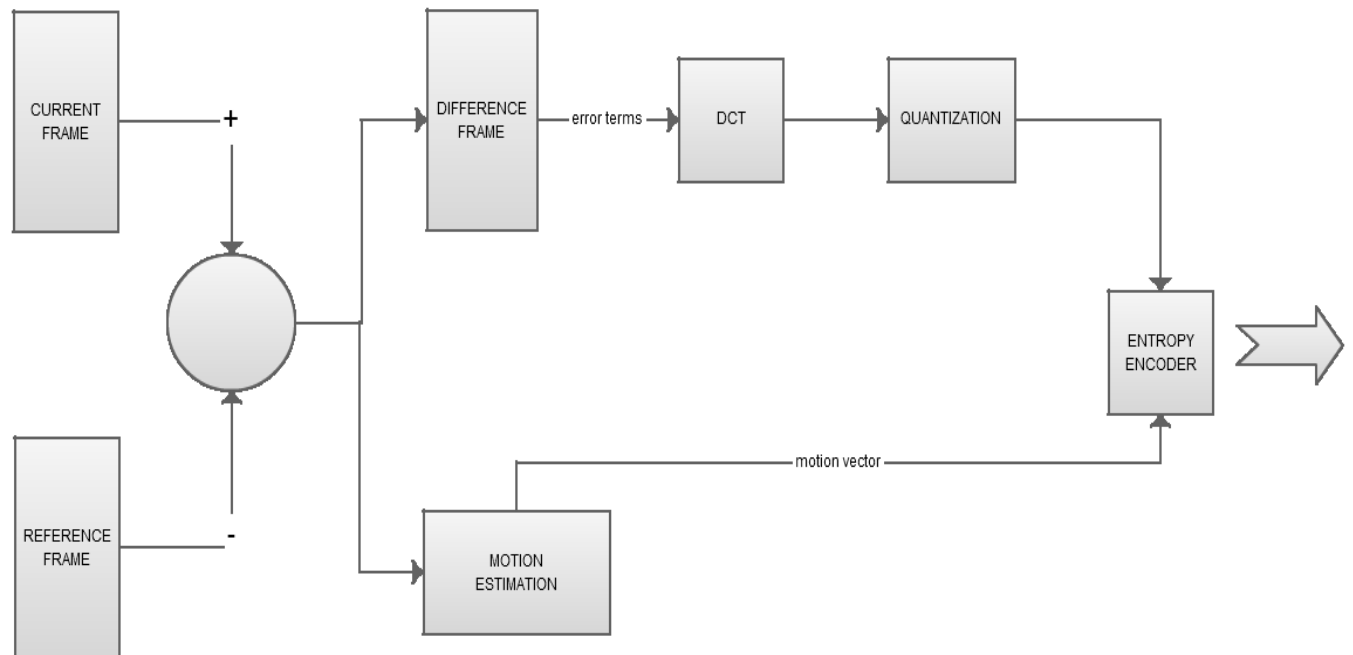 CURRENT
FRAME
+
DIFFERENCE
FRAME
error terms
DCT
QUANTIZATION
ENTROPY
ENCODER
motion vector
REFERENCE
FRAME
-
MOTION
ESTIMATION